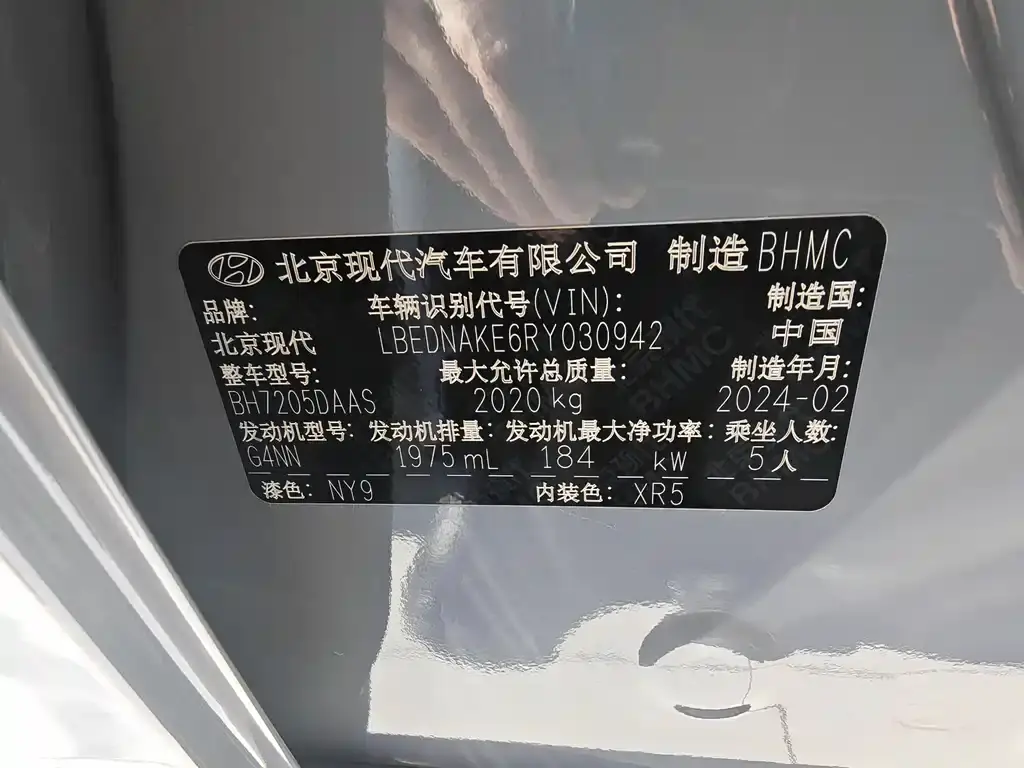 北京现代汽车有限公司 制造 BHMC
品牌: 车辆识别代号(VIN): 制造国:
北京现代 LBEDNAKE6RY030942 中国
整车型号: 最大允许总质量: 制造年月:
BH7205DAAS 2020 kg 2024-02
发动机型号: 发动机排量: 发动机最大净功率: 乘坐人数:
G4NN 1975 mL 184 kW 5人
漆色: NY9 内装色: XR5